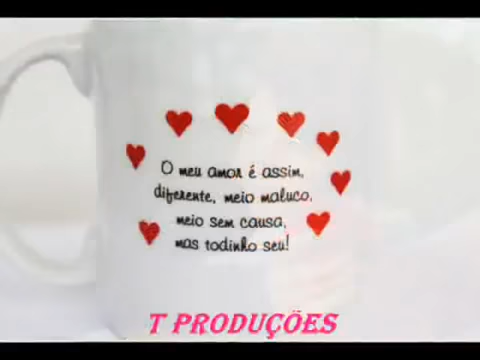 O meu amor é assim,
diferente, meio maluco,
meio sem causa,
mas todinho seu!
T PRODUÇÕES